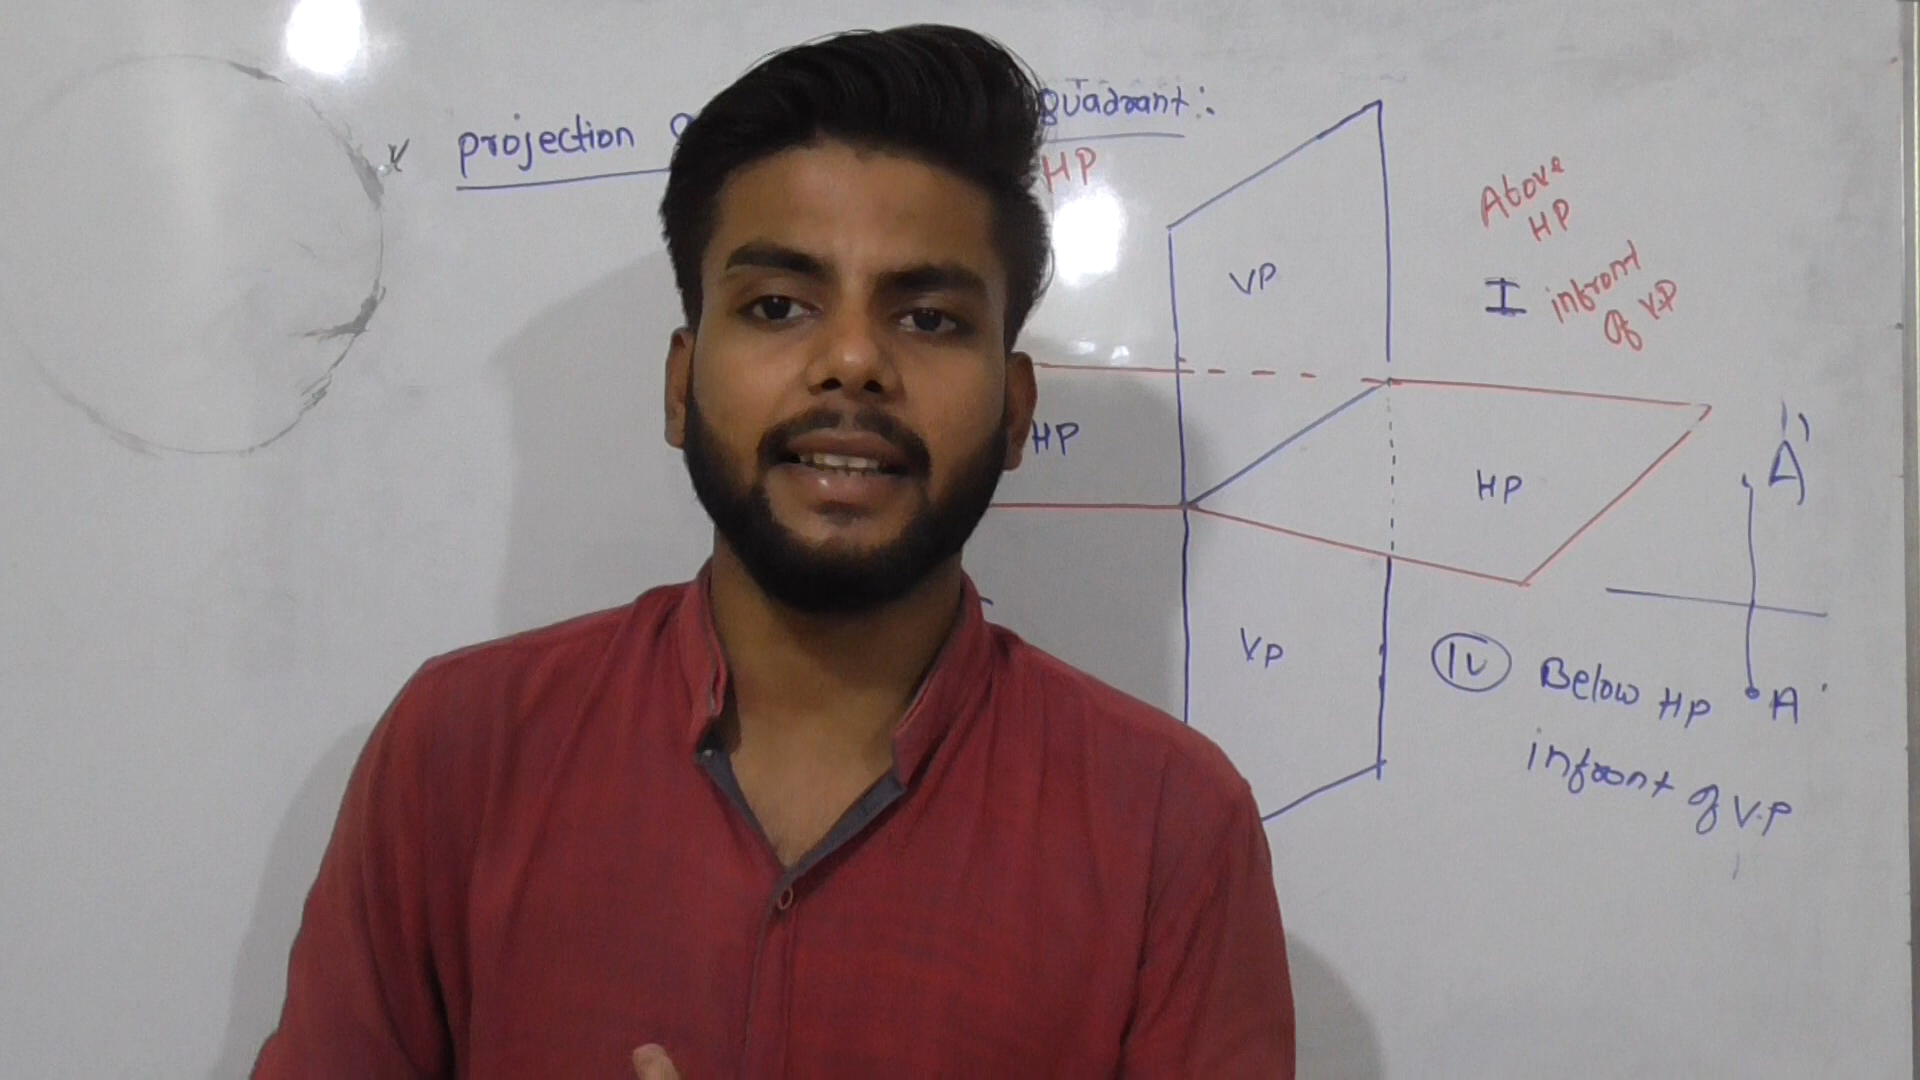 projection
quadrant:
HP
VP
Above
HP
I
infront
of V.P
HP
HP
A'
VP
IV Below HP
infront of V.P
A